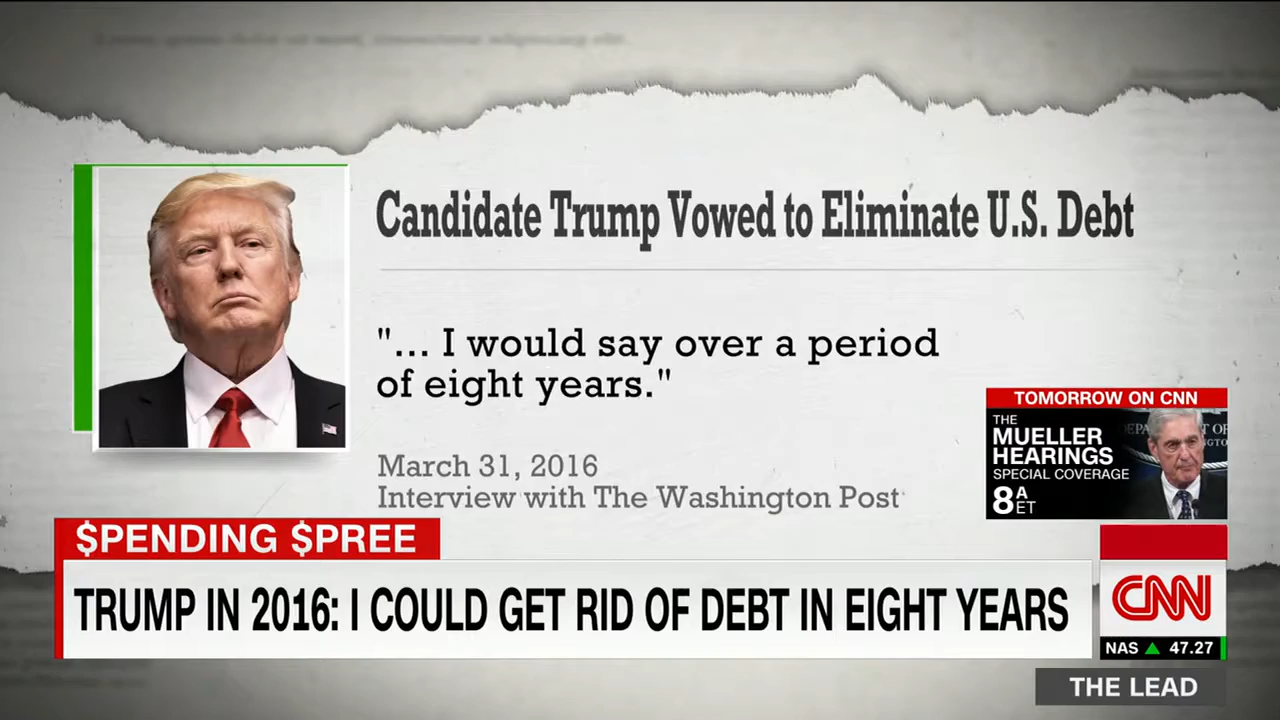 Candidate Trump Vowed to Eliminate U.S. Debt
"... I would say over a period
of eight years."
March 31, 2016
Interview with The Washington Post
TOMORROW ON CNN
THE
MUELLER
HEARINGS
SPECIAL COVERAGE
8 A
ET
$PENDING $PREE
TRUMP IN 2016: I COULD GET RID OF DEBT IN EIGHT YEARS
CNN
NAS ▲ 47.27
THE LEAD